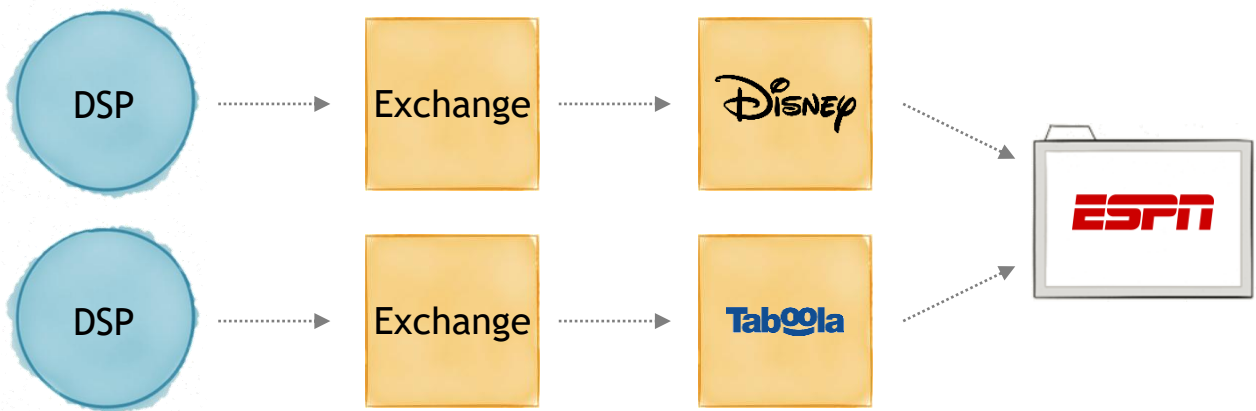 DSP
Exchange
Disney
ESPN
DSP
Exchange
Taboola